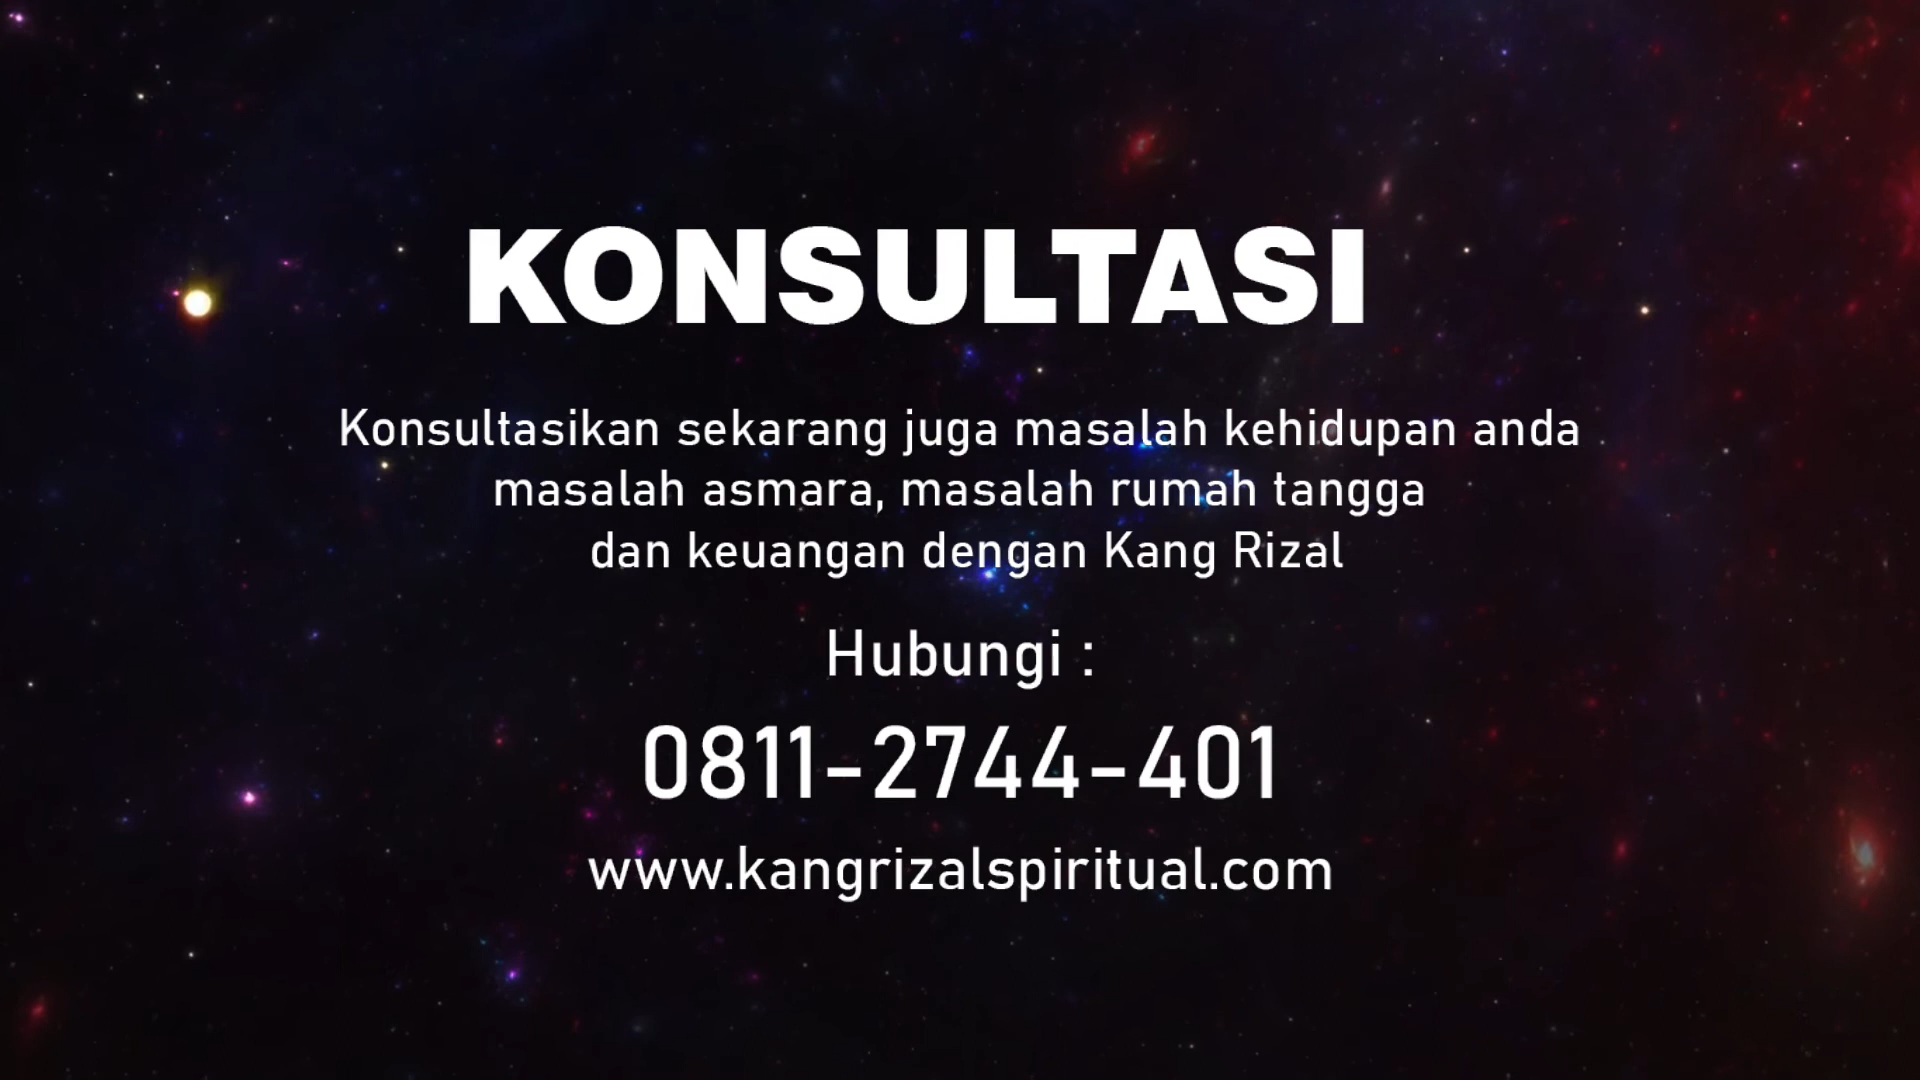 KONSULTASI
Konsultasikan sekarang juga masalah kehidupan anda
masalah asmara, masalah rumah tangga
dan keuangan dengan Kang Rizal
Hubungi :
0811-2744-401
www.kangrizalspiritual.com